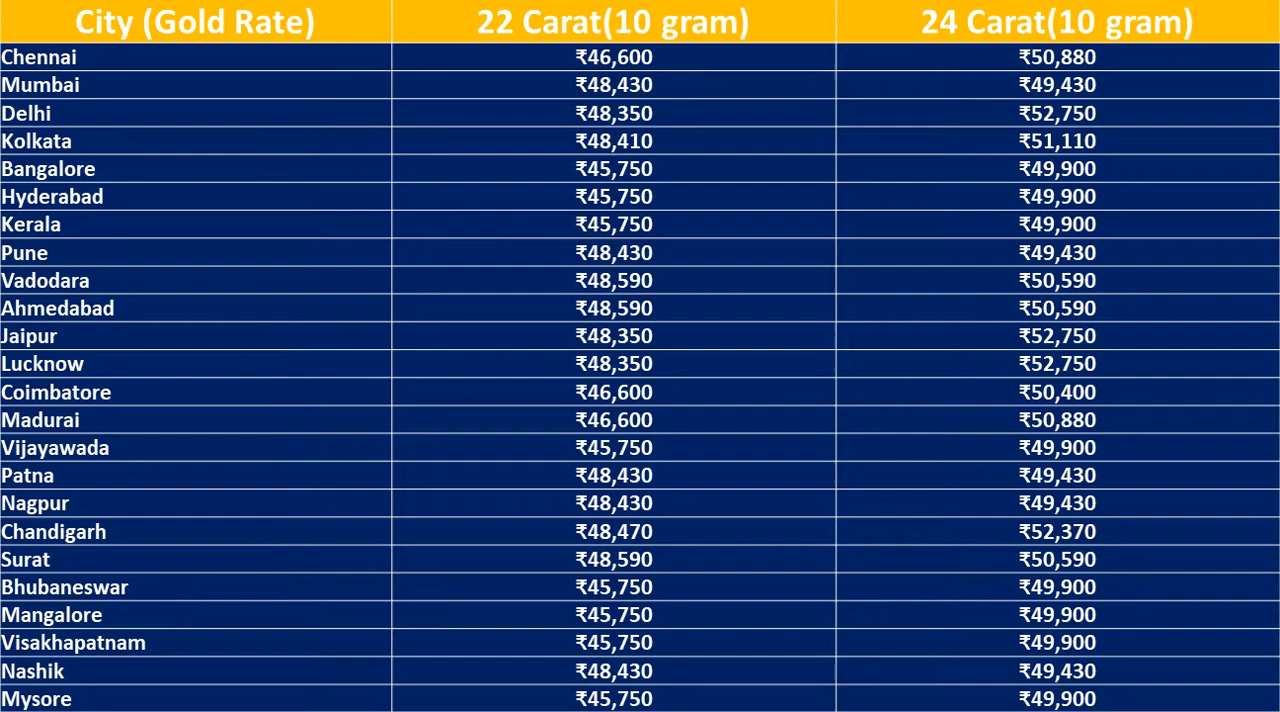 City (Gold Rate) 22 Carat(10 gram) 24 Carat(10 gram)
Chennai ₹46,600 ₹50,880
Mumbai ₹48,430 ₹49,430
Delhi ₹48,350 ₹52,750
Kolkata ₹48,410 ₹51,110
Bangalore ₹45,750 ₹49,900
Hyderabad ₹45,750 ₹49,900
Kerala ₹45,750 ₹49,900
Pune ₹48,430 ₹49,430
Vadodara ₹48,590 ₹50,590
Ahmedabad ₹48,590 ₹50,590
Jaipur ₹48,350 ₹52,750
Lucknow ₹48,350 ₹52,750
Coimbatore ₹46,600 ₹50,400
Madurai ₹46,600 ₹50,880
Vijayawada ₹45,750 ₹49,900
Patna ₹48,430 ₹49,430
Nagpur ₹48,430 ₹49,430
Chandigarh ₹48,470 ₹52,370
Surat ₹48,590 ₹50,590
Bhubaneswar ₹45,750 ₹49,900
Mangalore ₹45,750 ₹49,900
Visakhapatnam ₹45,750 ₹49,900
Nashik ₹48,430 ₹49,430
Mysore ₹45,750 ₹49,900